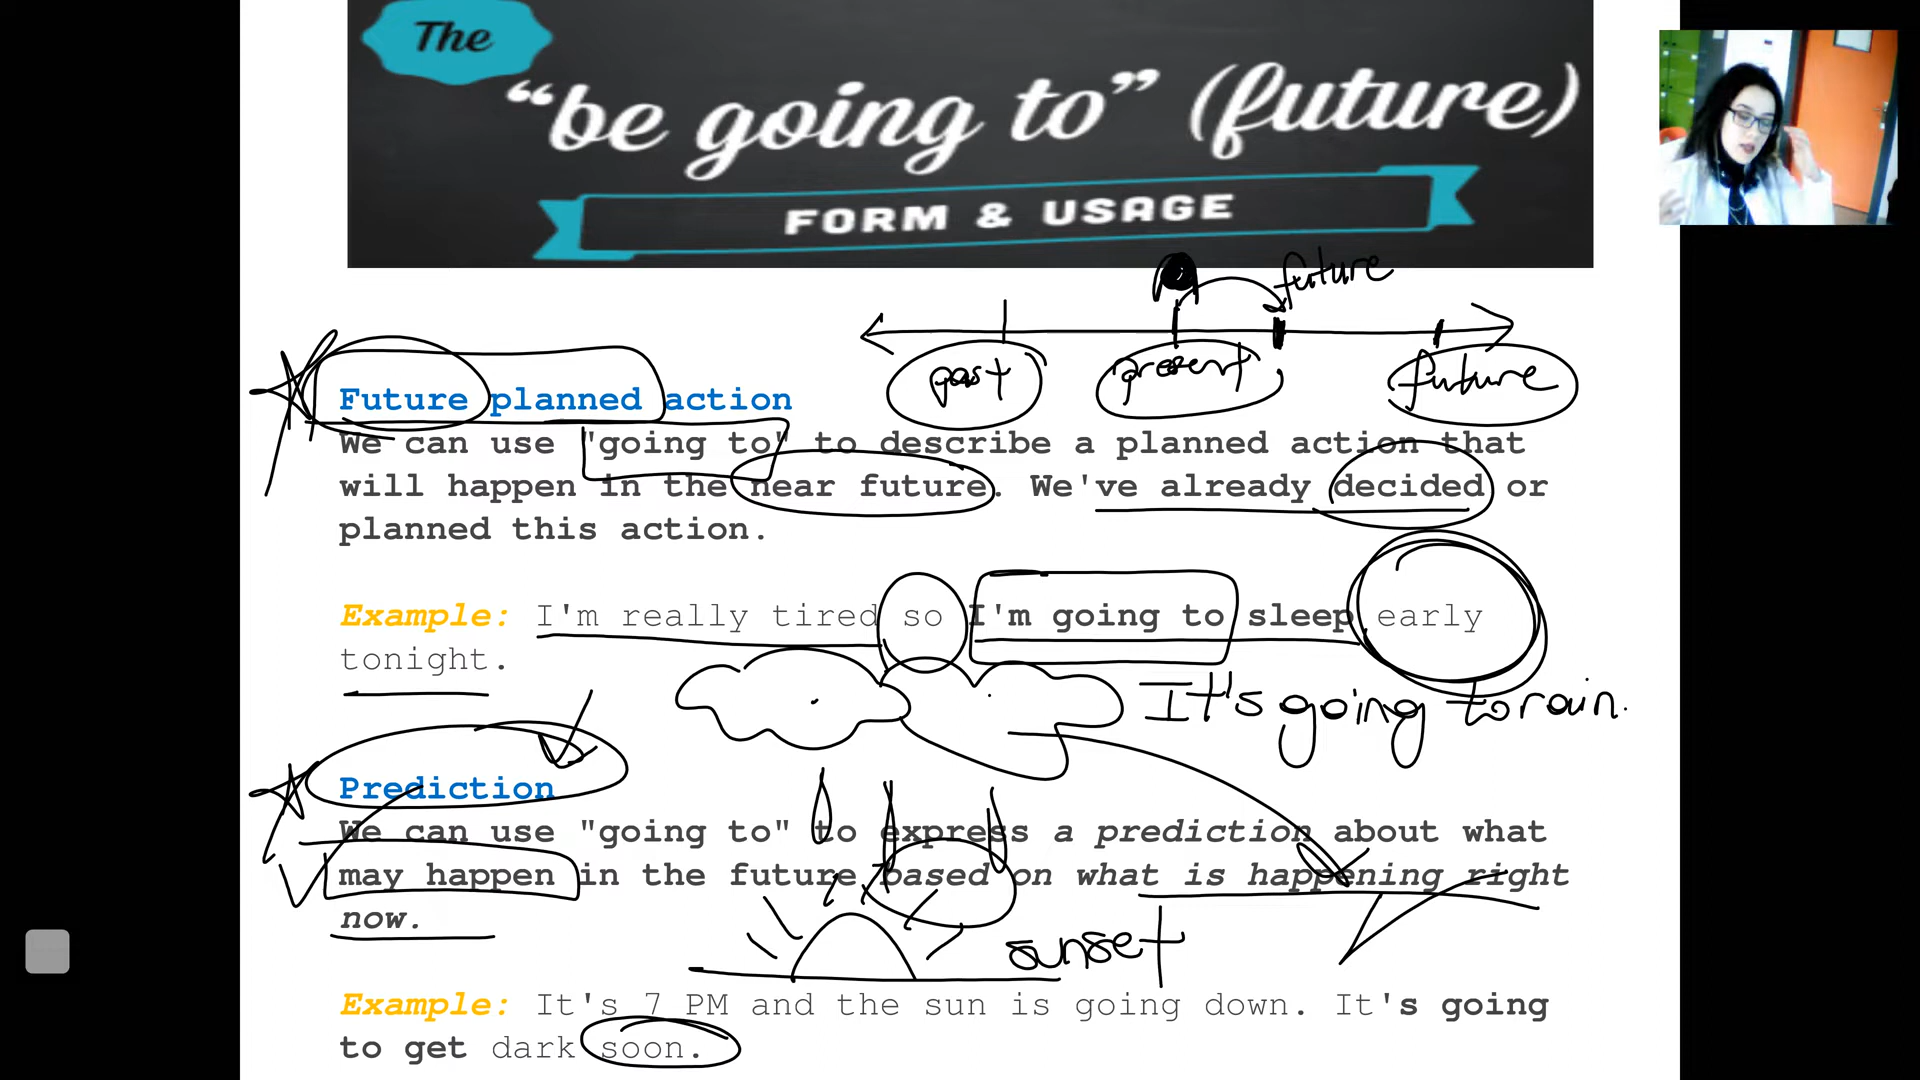 The
"be going to" (future)
FORM & USAGE
future
past present future
Future planned action
We can use "going to" to describe a planned action that
will happen in the near future. We've already decided or
planned this action.
Example: I'm really tired so I'm going to sleep early
tonight.
It's going to rain.
Prediction
We can use "going to" to express a prediction about what
may happen in the future based on what is happening right
now.
sunset
Example: It's 7 PM and the sun is going down. It's going
to get dark soon.